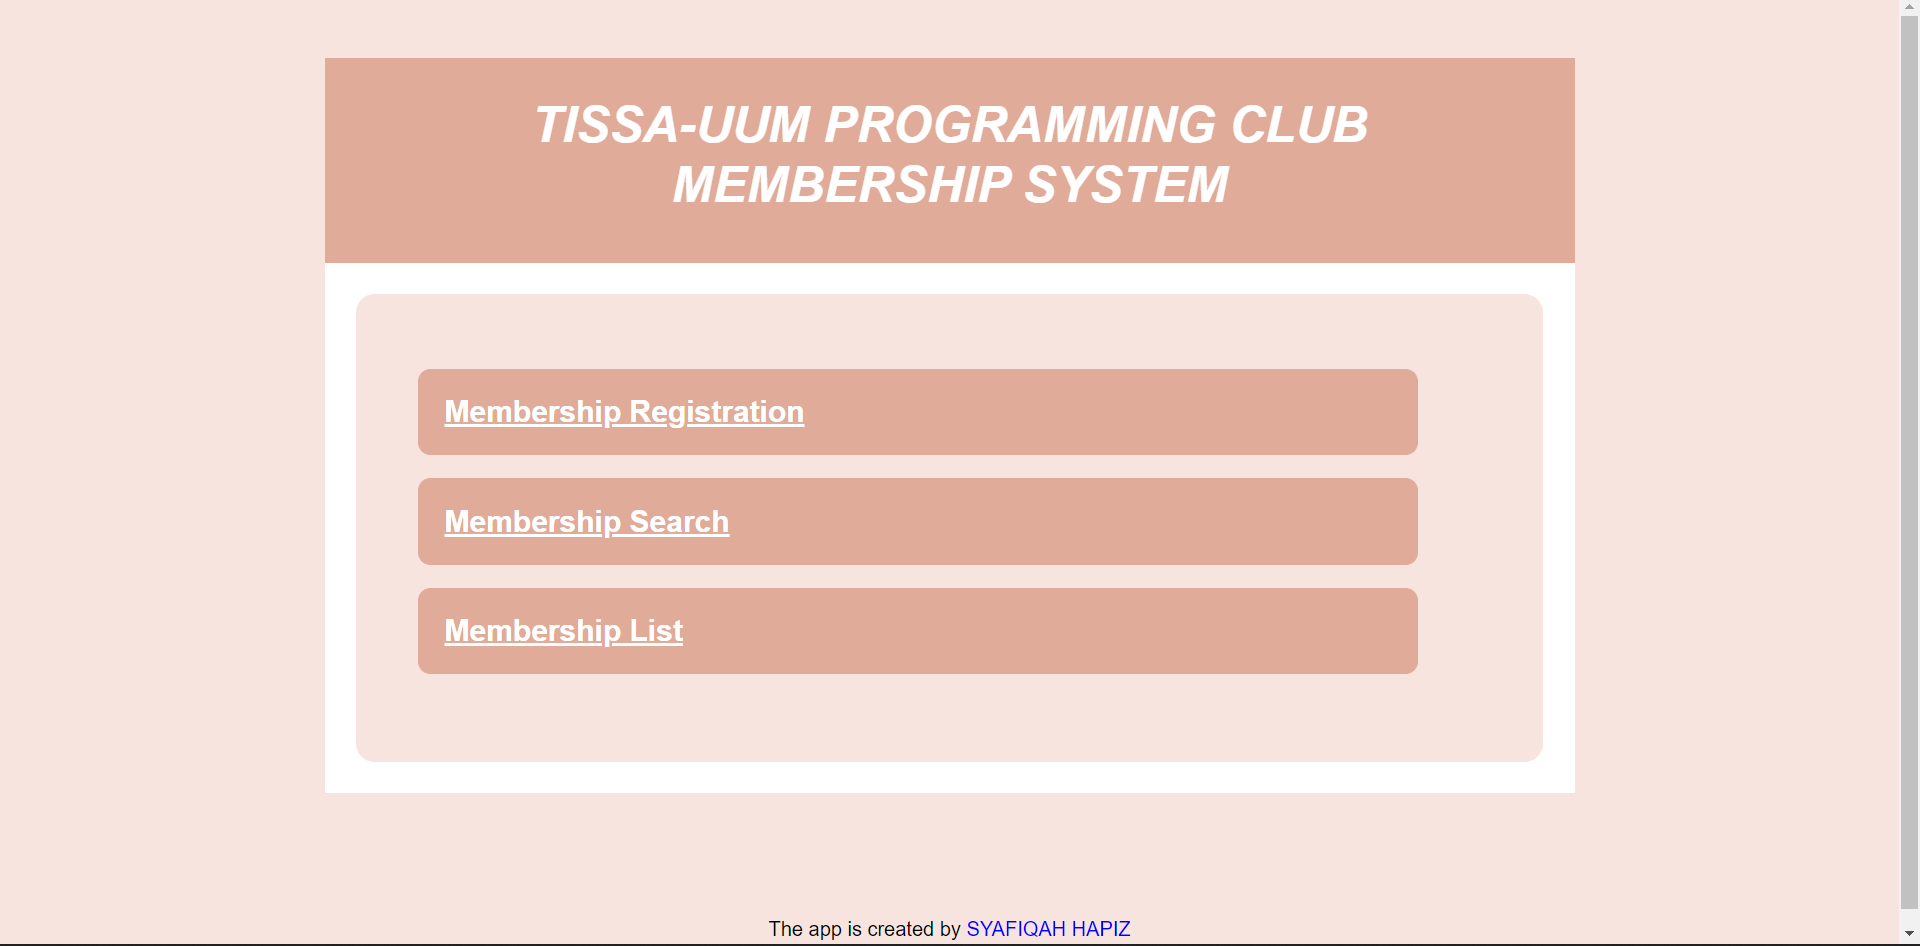 TISSA-UUM PROGRAMMING CLUB
MEMBERSHIP SYSTEM
Membership Registration
Membership Search
Membership List
The app is created by SYAFIQAH HAPIZ